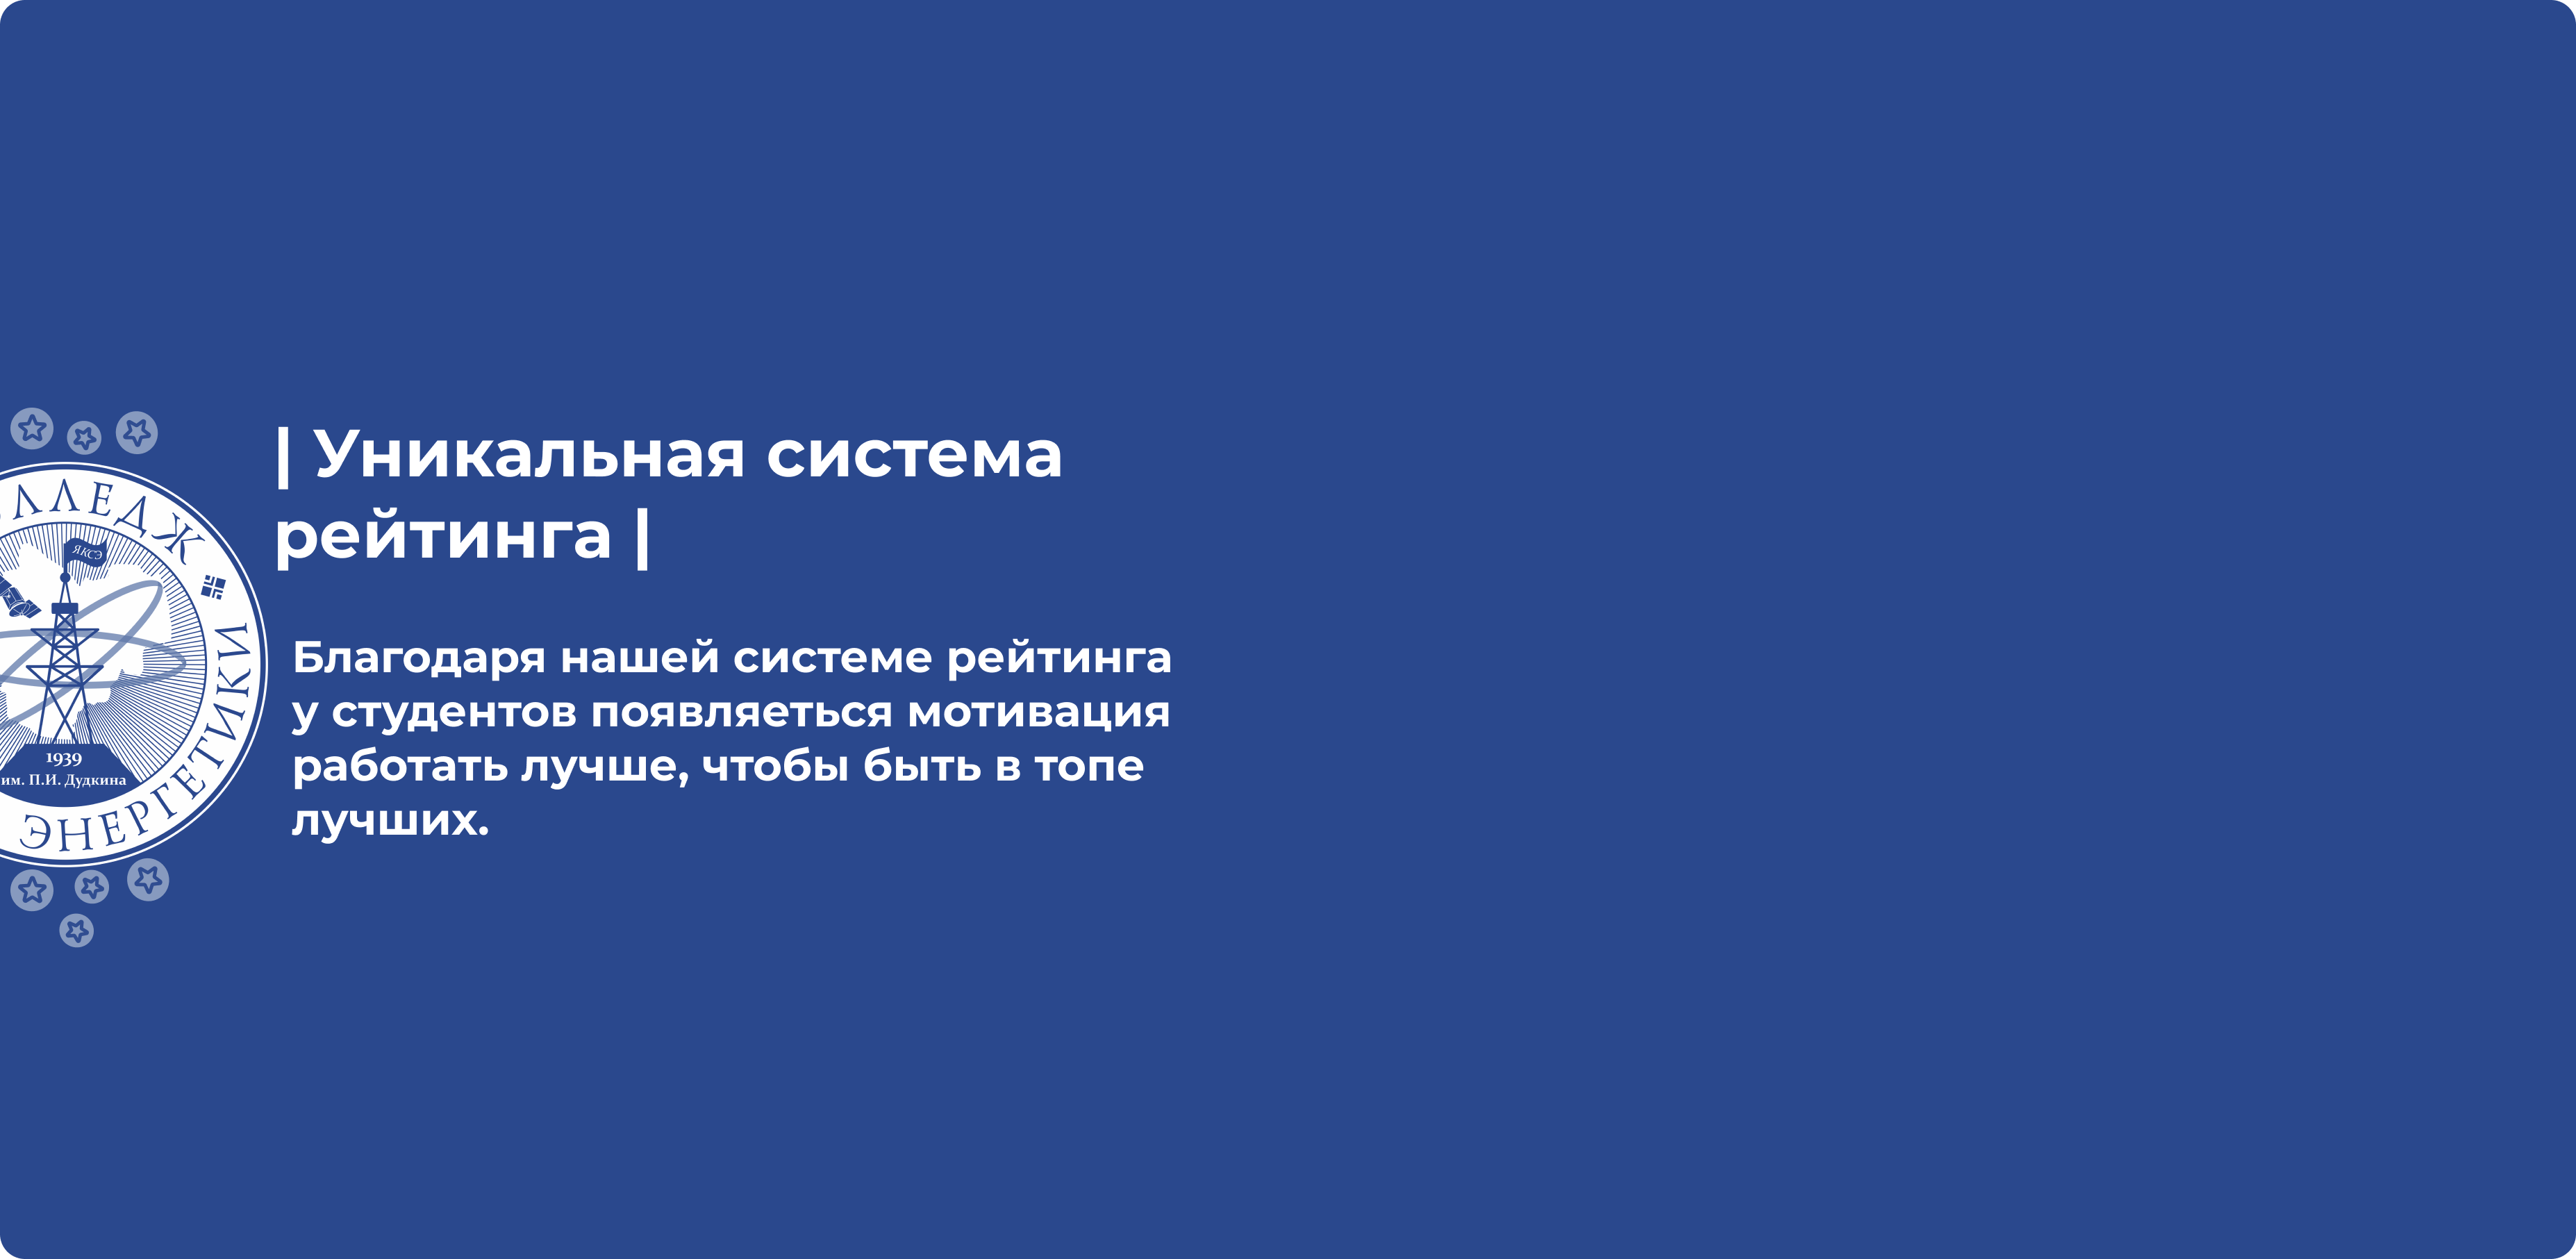 | Уникальная система
рейтинга |
Благодаря нашей системе рейтинга
у студентов появляеться мотивация
работать лучше, чтобы быть в топе
лучших.
ЛЛЕДЖ
ЭНЕРГЕТИКИ
ЯКСЭ
1939
им. П.И. Дудкина